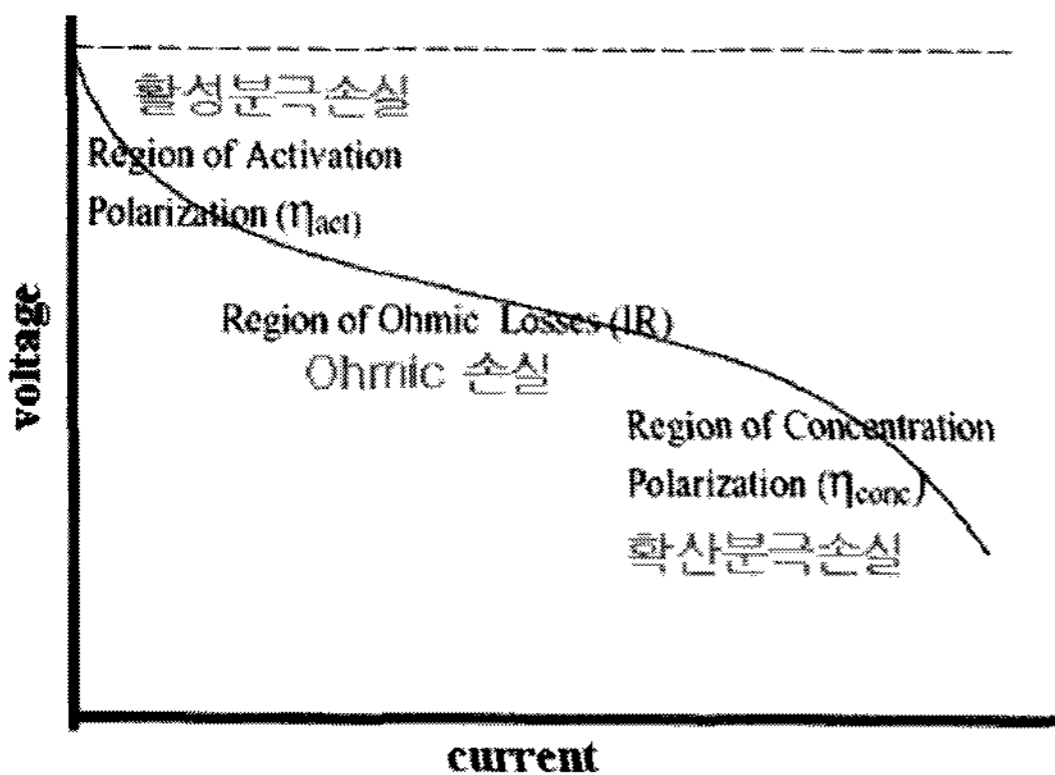 활성분극손실
Region of Activation
Polarization (ηact)
Region of Ohmic Losses (IR)
Ohmic 손실
Region of Concentration
Polarization (ηconc)
확산분극손실
voltage
current